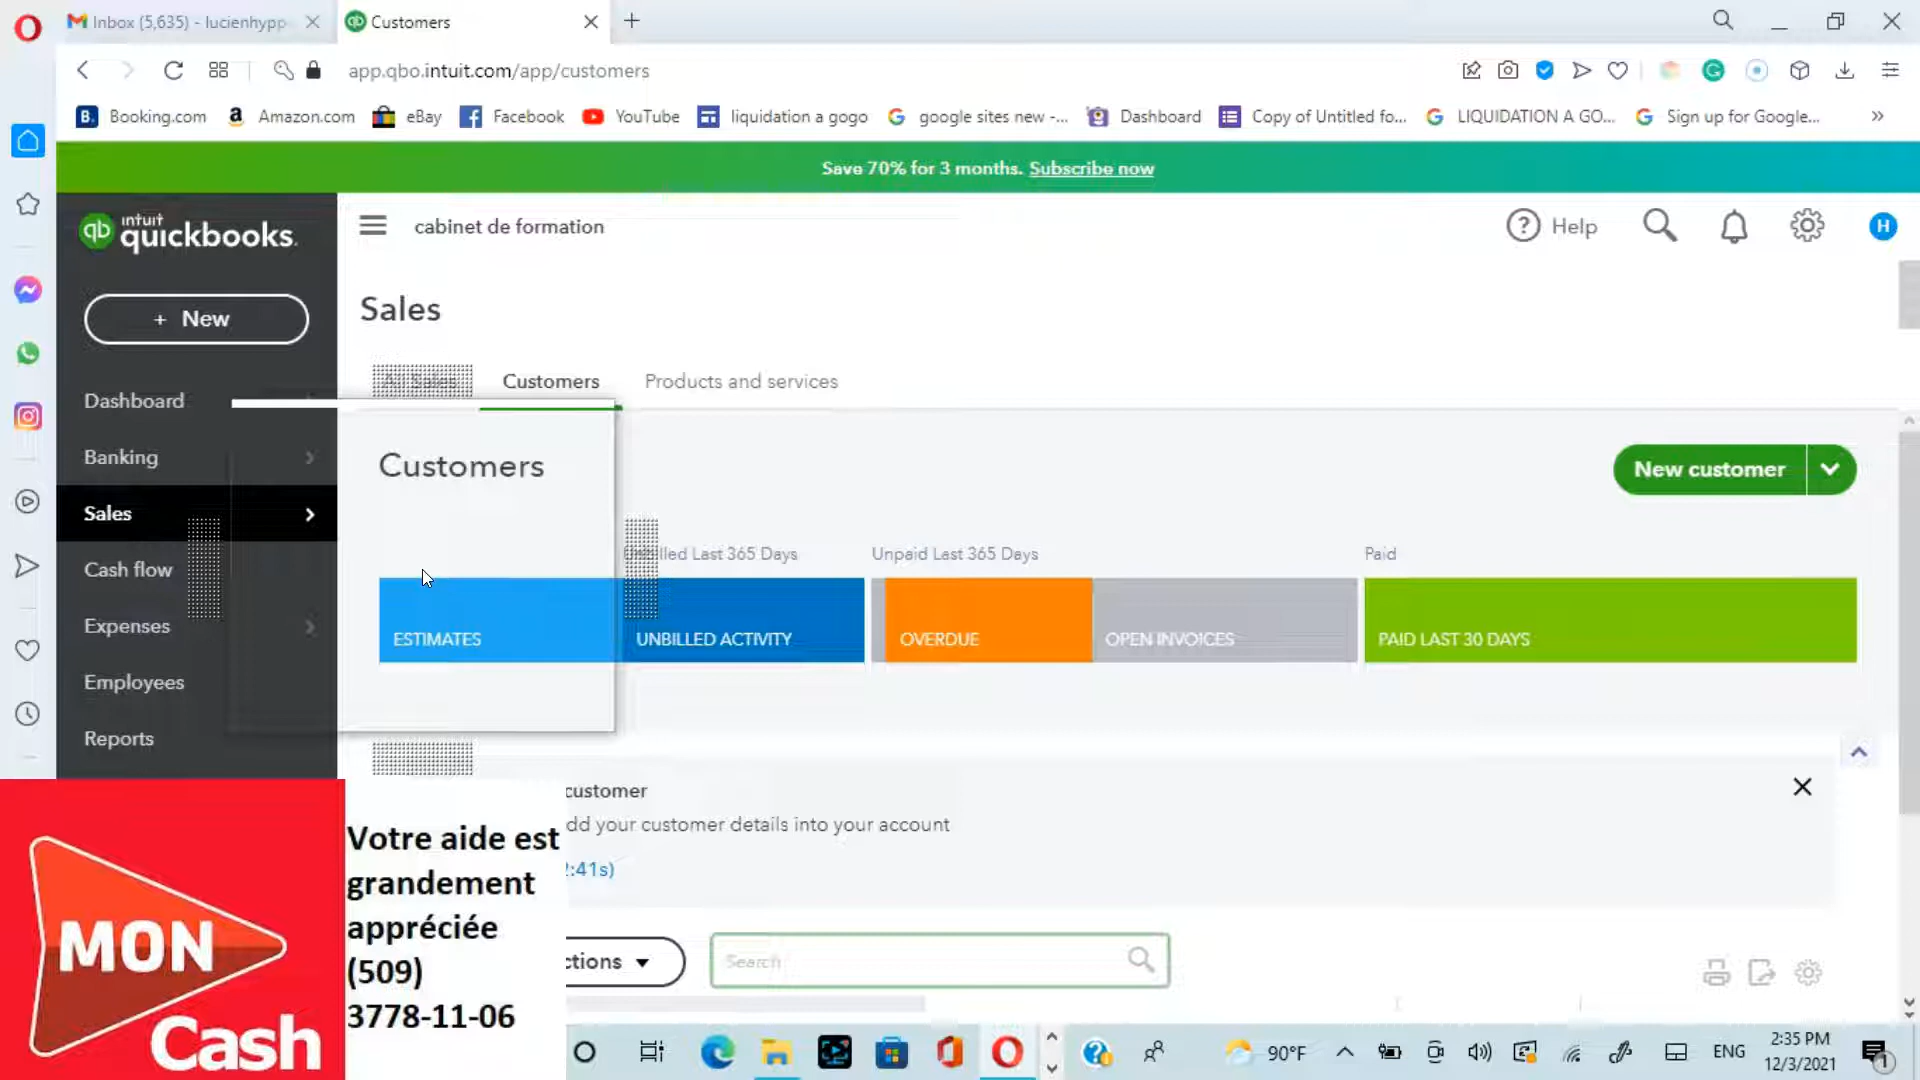 Inbox (5,635) - lucienhypp
Customers
app.qbo.intuit.com/app/customers
B. Booking.com
Amazon.com
eBay
Facebook
YouTube
liquidation a gogo
google sites new -...
Dashboard
Copy of Untitled fo...
LIQUIDATION A GO...
Sign up for Google...
Save 70% for 3 months. Subscribe now
intuit
quickbooks.
cabinet de formation
Help
H
+ New
Sales
All Sales
Customers
Products and services
Dashboard
Banking
Sales
Cash flow
Expenses
Employees
Reports
Customers
New customer
Unbilled Last 365 Days
Unpaid Last 365 Days
Paid
ESTIMATES
UNBILLED ACTIVITY
OVERDUE
OPEN INVOICES
PAID LAST 30 DAYS
customer
dd your customer details into your account
:41s)
ctions
Search
MON
Cash
Votre aide est
grandement
appréciée
(509)
3778-11-06
90°F
ENG
2:35 PM
12/3/2021
1